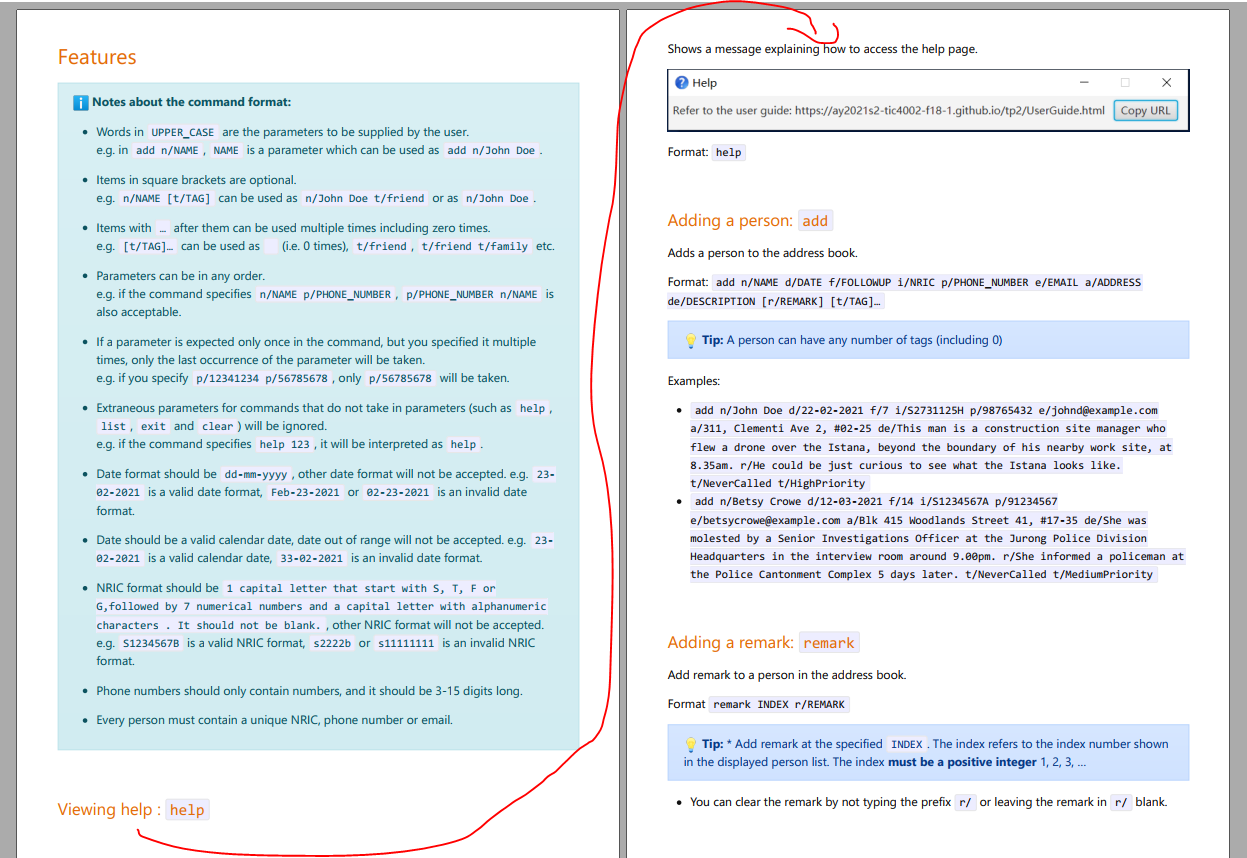 Features
Notes about the command format:
• Words in UPPER_CASE are the parameters to be supplied by the user.
e.g. in add n/NAME , NAME is a parameter which can be used as add n/John Doe .
• Items in square brackets are optional.
e.g. n/NAME [t/TAG] can be used as n/John Doe t/friend or as n/John Doe .
• Items with … after them can be used multiple times including zero times.
e.g. [t/TAG]… can be used as (i.e. 0 times), t/friend , t/friend t/family etc.
• Parameters can be in any order.
e.g. if the command specifies n/NAME p/PHONE_NUMBER , p/PHONE_NUMBER n/NAME is
also acceptable.
• If a parameter is expected only once in the command, but you specified it multiple
times, only the last occurrence of the parameter will be taken.
e.g. if you specify p/12341234 p/56785678 , only p/56785678 will be taken.
• Extraneous parameters for commands that do not take in parameters (such as help ,
list , exit and clear ) will be ignored.
e.g. if the command specifies help 123 , it will be interpreted as help .
• Date format should be dd-mm-yyyy , other date format will not be accepted. e.g. 23-
02-2021 is a valid date format, Feb-23-2021 or 02-23-2021 is an invalid date
format.
• Date should be a valid calendar date, date out of range will not be accepted. e.g. 23-
02-2021 is a valid calendar date, 33-02-2021 is an invalid date format.
• NRIC format should be 1 capital letter that start with S, T, F or
G,followed by 7 numerical numbers and a capital letter with alphanumeric
characters . It should not be blank. , other NRIC format will not be accepted.
e.g. S1234567B is a valid NRIC format, s2222b or s11111111 is an invalid NRIC
format.
• Phone numbers should only contain numbers, and it should be 3-15 digits long.
• Every person must contain a unique NRIC, phone number or email.
Viewing help : help
Shows a message explaining how to access the help page.
Help
Refer to the user guide: https://ay2021s2-tic4002-f18-1.github.io/tp2/UserGuide.html Copy URL
Format: help
Adding a person: add
Adds a person to the address book.
Format: add n/NAME d/DATE f/FOLLOWUP i/NRIC p/PHONE_NUMBER e/EMAIL a/ADDRESS
de/DESCRIPTION [r/REMARK] [t/TAG]…
Tip: A person can have any number of tags (including 0)
Examples:
• add n/John Doe d/22-02-2021 f/7 i/S2731125H p/98765432 e/johnd@example.com
a/311, Clementi Ave 2, #02-25 de/This man is a construction site manager who
flew a drone over the Istana, beyond the boundary of his nearby work site, at
8.35am. r/He could be just curious to see what the Istana looks like.
t/NeverCalled t/HighPriority
• add n/Betsy Crowe d/12-03-2021 f/14 i/S1234567A p/91234567
e/betsycrowe@example.com a/Blk 415 Woodlands Street 41, #17-35 de/She was
molested by a Senior Investigations Officer at the Jurong Police Division
Headquarters in the interview room around 9.00pm. r/She informed a policeman at
the Police Cantonment Complex 5 days later. t/NeverCalled t/MediumPriority
Adding a remark: remark
Add remark to a person in the address book.
Format remark INDEX r/REMARK
Tip: * Add remark at the specified INDEX . The index refers to the index number shown
in the displayed person list. The index must be a positive integer 1, 2, 3, …
• You can clear the remark by not typing the prefix r/ or leaving the remark in r/ blank.